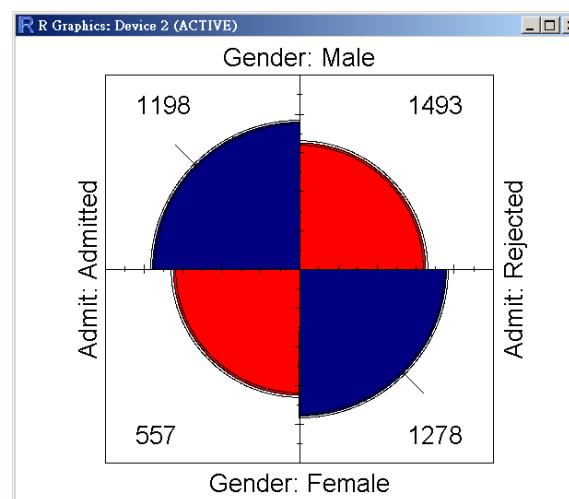 R Graphics: Device 2 (ACTIVE)
Gender: Male
1198
1493
Admit: Admitted
Admit: Rejected
557
1278
Gender: Female